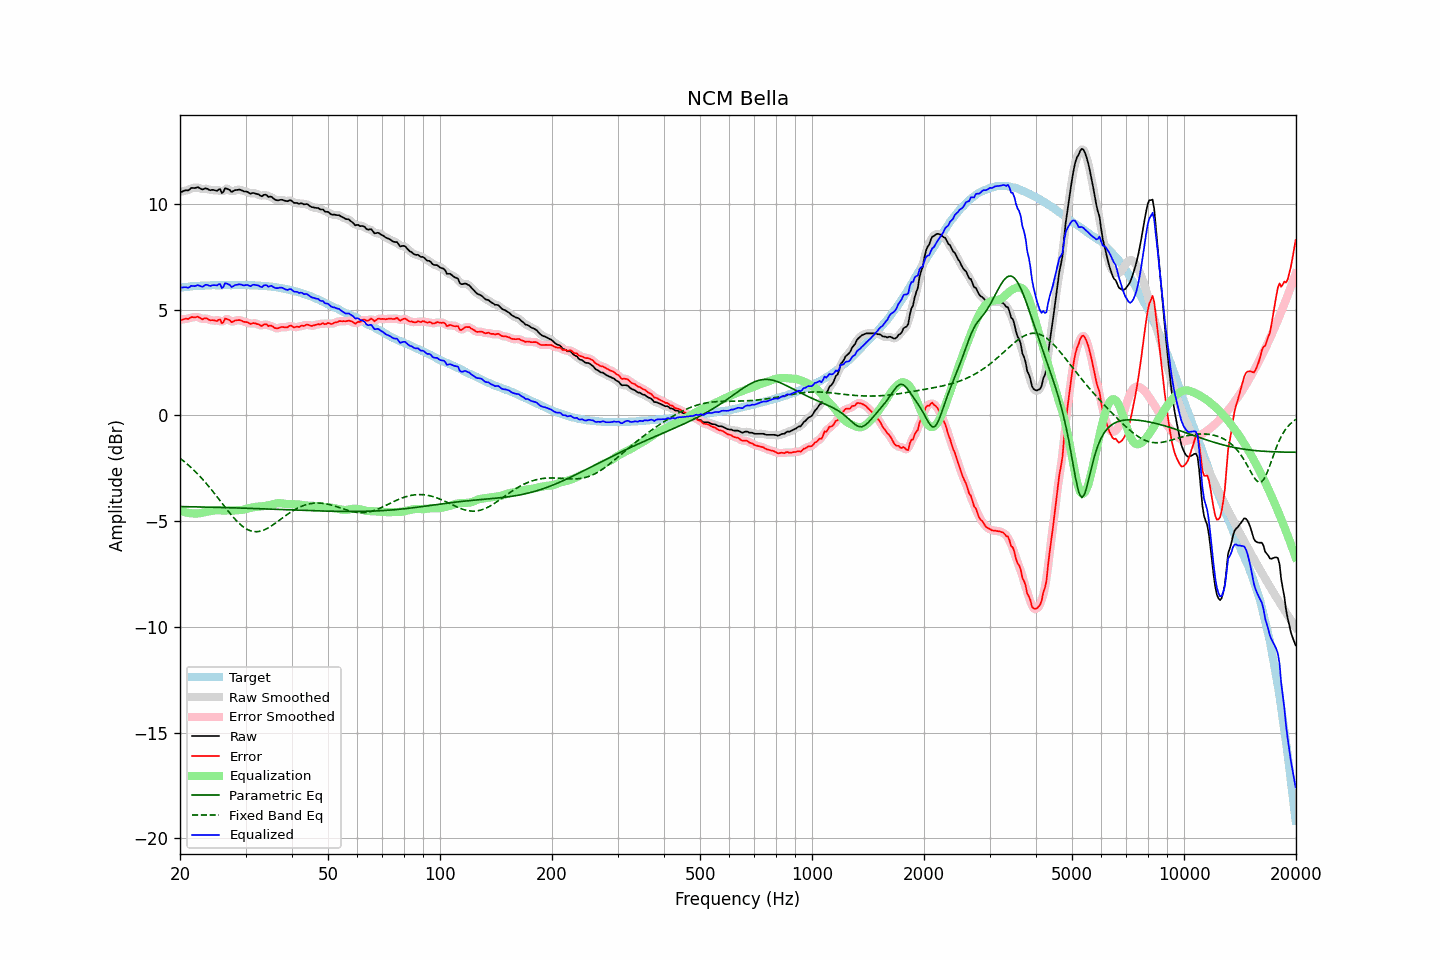 NCM Bella
Amplitude (dBr)
10
5
0
−5
−10
−15
−20
Target
Raw Smoothed
Error Smoothed
Raw
Error
Equalization
Parametric Eq
Fixed Band Eq
Equalized
20 50 100 200 500 1000 2000 5000 10000 20000
Frequency (Hz)